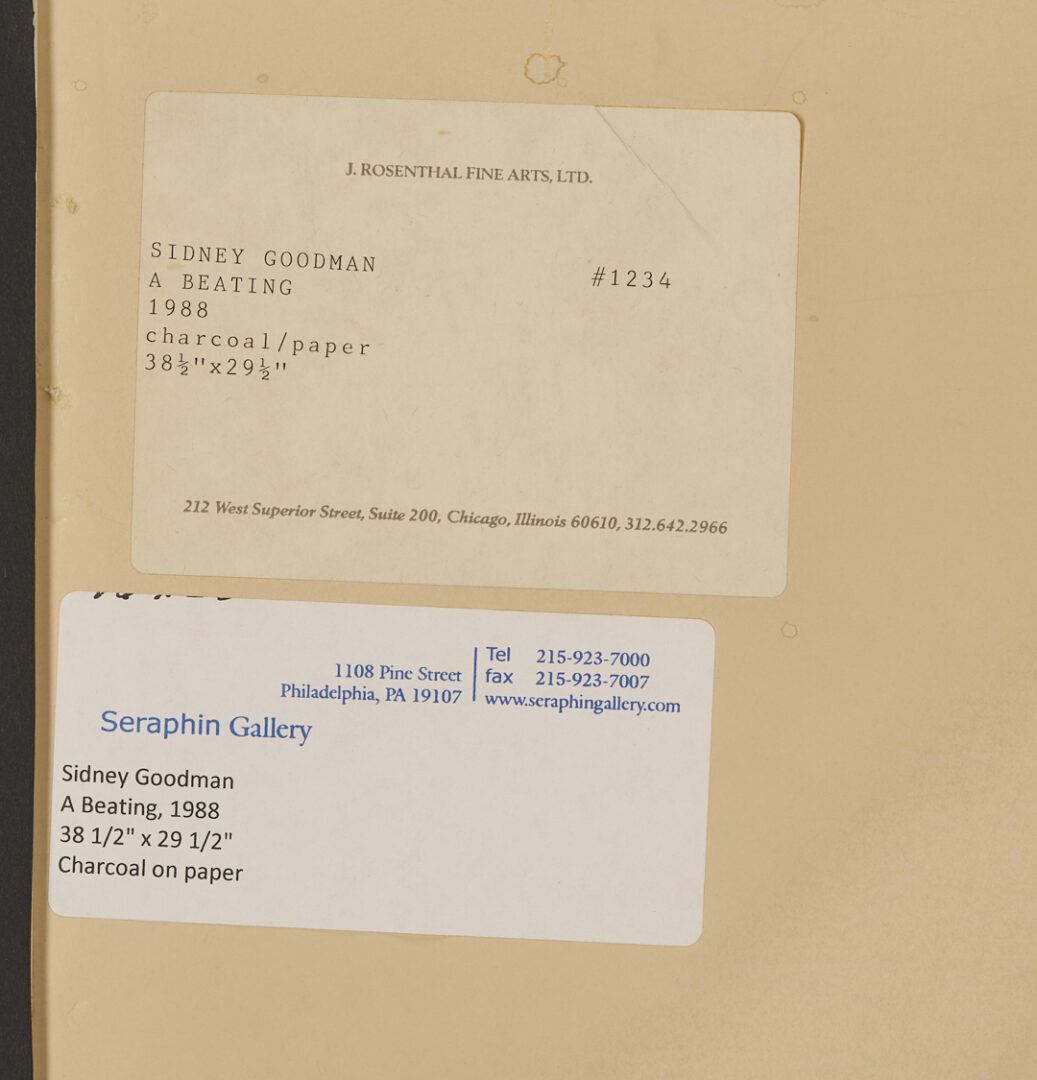 J. ROSENTHAL FINE ARTS, LTD.
SIDNEY GOODMAN
#1234
A BEATING
1988
charcoal/paper
38½"x29½"
212 West Superior Street, Suite 200, Chicago, Illinois 60610, 312.642.2966
1108 Pine Street
Philadelphia, PA 19107
Tel 215-923-7000
fax 215-923-7007
www.seraphingallery.com
Seraphin Gallery
Sidney Goodman
A Beating, 1988
38 1/2" x 29 1/2"
Charcoal on paper